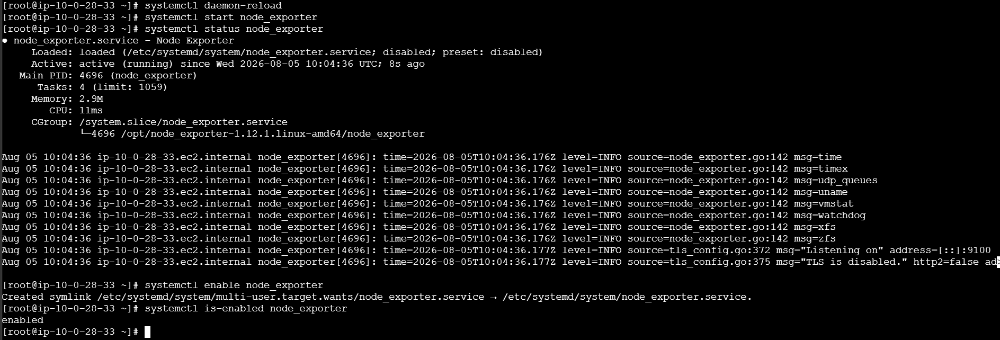 [root@ip-10-0-28-33 ~]# systemctl daemon-reload
[root@ip-10-0-28-33 ~]# systemctl start node_exporter
[root@ip-10-0-28-33 ~]# systemctl status node_exporter
● node_exporter.service - Node Exporter
     Loaded: loaded (/etc/systemd/system/node_exporter.service; disabled; preset: disabled)
     Active: active (running) since Wed 2026-08-05 10:04:36 UTC; 8s ago
   Main PID: 4696 (node_exporter)
      Tasks: 4 (limit: 1059)
     Memory: 2.9M
        CPU: 11ms
     CGroup: /system.slice/node_exporter.service
             └─4696 /opt/node_exporter-1.12.1.linux-amd64/node_exporter

Aug 05 10:04:36 ip-10-0-28-33.ec2.internal node_exporter[4696]: time=2026-08-05T10:04:36.176Z level=INFO source=node_exporter.go:142 msg=time
Aug 05 10:04:36 ip-10-0-28-33.ec2.internal node_exporter[4696]: time=2026-08-05T10:04:36.176Z level=INFO source=node_exporter.go:142 msg=timex
Aug 05 10:04:36 ip-10-0-28-33.ec2.internal node_exporter[4696]: time=2026-08-05T10:04:36.176Z level=INFO source=node_exporter.go:142 msg=udp_queues
Aug 05 10:04:36 ip-10-0-28-33.ec2.internal node_exporter[4696]: time=2026-08-05T10:04:36.176Z level=INFO source=node_exporter.go:142 msg=uname
Aug 05 10:04:36 ip-10-0-28-33.ec2.internal node_exporter[4696]: time=2026-08-05T10:04:36.176Z level=INFO source=node_exporter.go:142 msg=vmstat
Aug 05 10:04:36 ip-10-0-28-33.ec2.internal node_exporter[4696]: time=2026-08-05T10:04:36.176Z level=INFO source=node_exporter.go:142 msg=watchdog
Aug 05 10:04:36 ip-10-0-28-33.ec2.internal node_exporter[4696]: time=2026-08-05T10:04:36.176Z level=INFO source=node_exporter.go:142 msg=xfs
Aug 05 10:04:36 ip-10-0-28-33.ec2.internal node_exporter[4696]: time=2026-08-05T10:04:36.176Z level=INFO source=node_exporter.go:142 msg=zfs
Aug 05 10:04:36 ip-10-0-28-33.ec2.internal node_exporter[4696]: time=2026-08-05T10:04:36.177Z level=INFO source=tls_config.go:372 msg="Listening on" address=[::]:9100
Aug 05 10:04:36 ip-10-0-28-33.ec2.internal node_exporter[4696]: time=2026-08-05T10:04:36.177Z level=INFO source=tls_config.go:375 msg="TLS is disabled." http2=false ad>

[root@ip-10-0-28-33 ~]# systemctl enable node_exporter
Created symlink /etc/systemd/system/multi-user.target.wants/node_exporter.service → /etc/systemd/system/node_exporter.service.
[root@ip-10-0-28-33 ~]# systemctl is-enabled node_exporter
enabled
[root@ip-10-0-28-33 ~]#